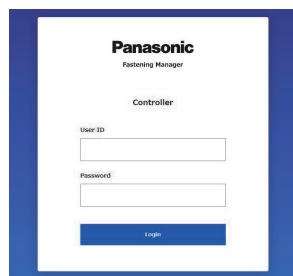 Panasonic
Fastening Manager
Controller
User ID
Password
Login